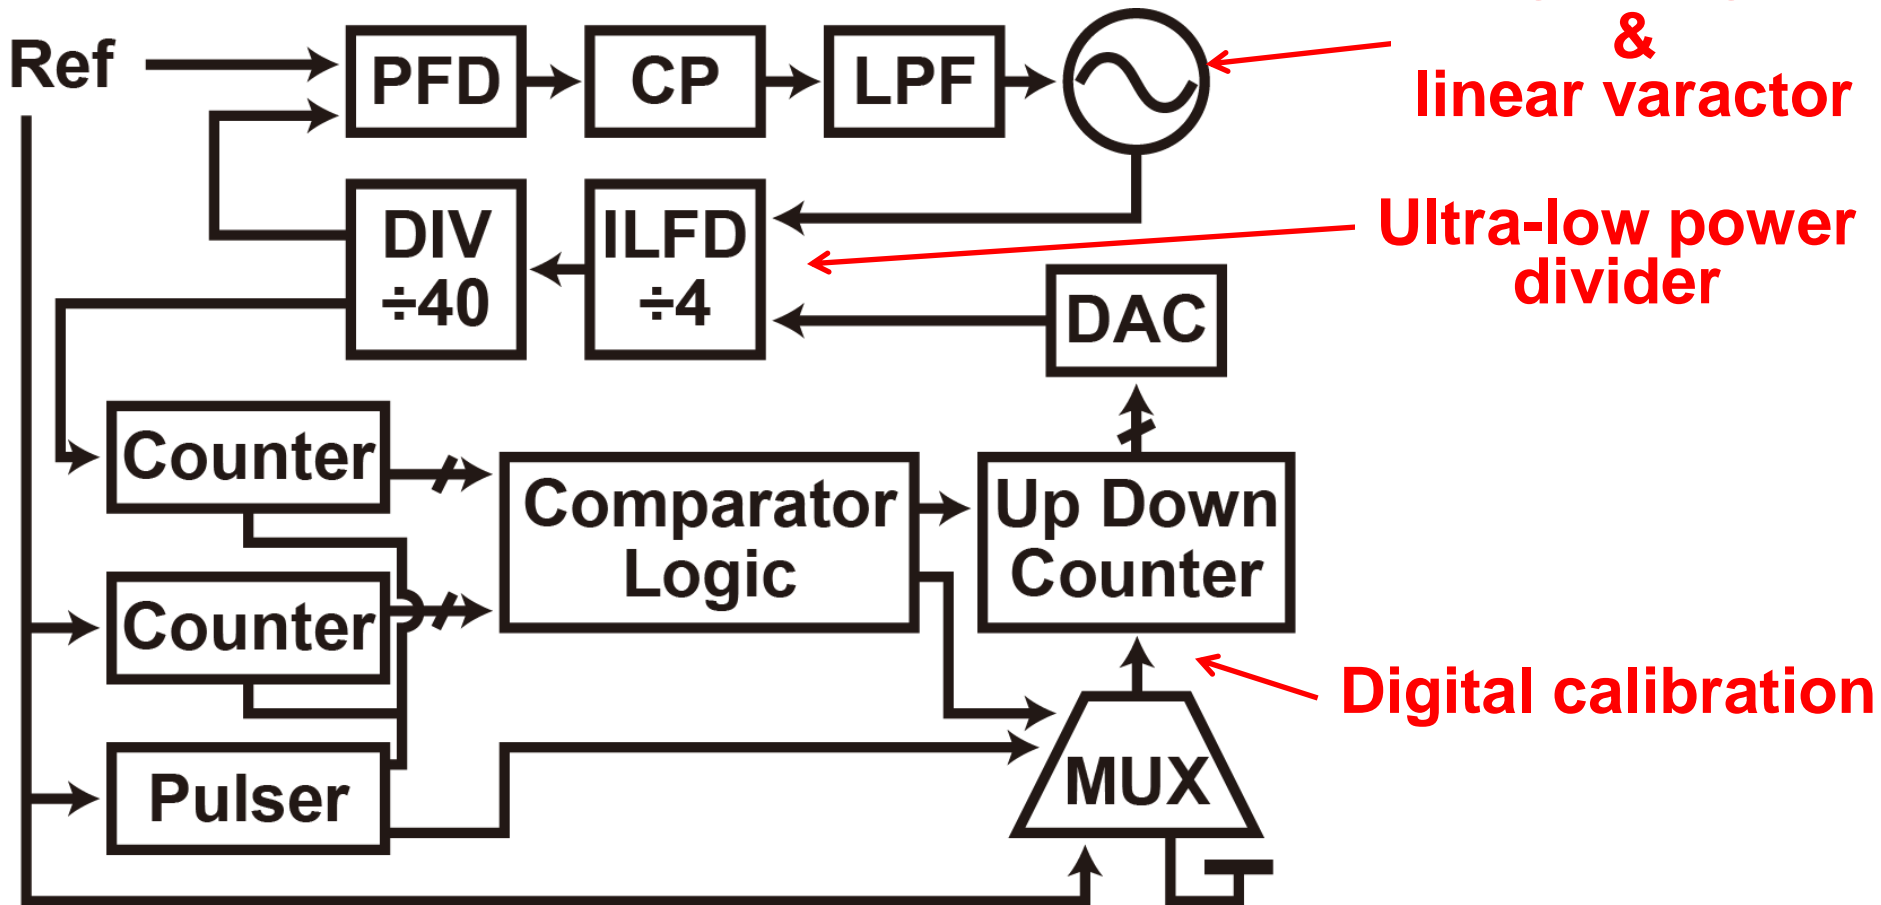 Ref
PFD
CP
LPF
&
linear varactor
DIV
÷40
ILFD
÷4
Ultra-low power
divider
DAC
Counter
Comparator
Logic
Up Down
Counter
Counter
Digital calibration
Pulser
MUX